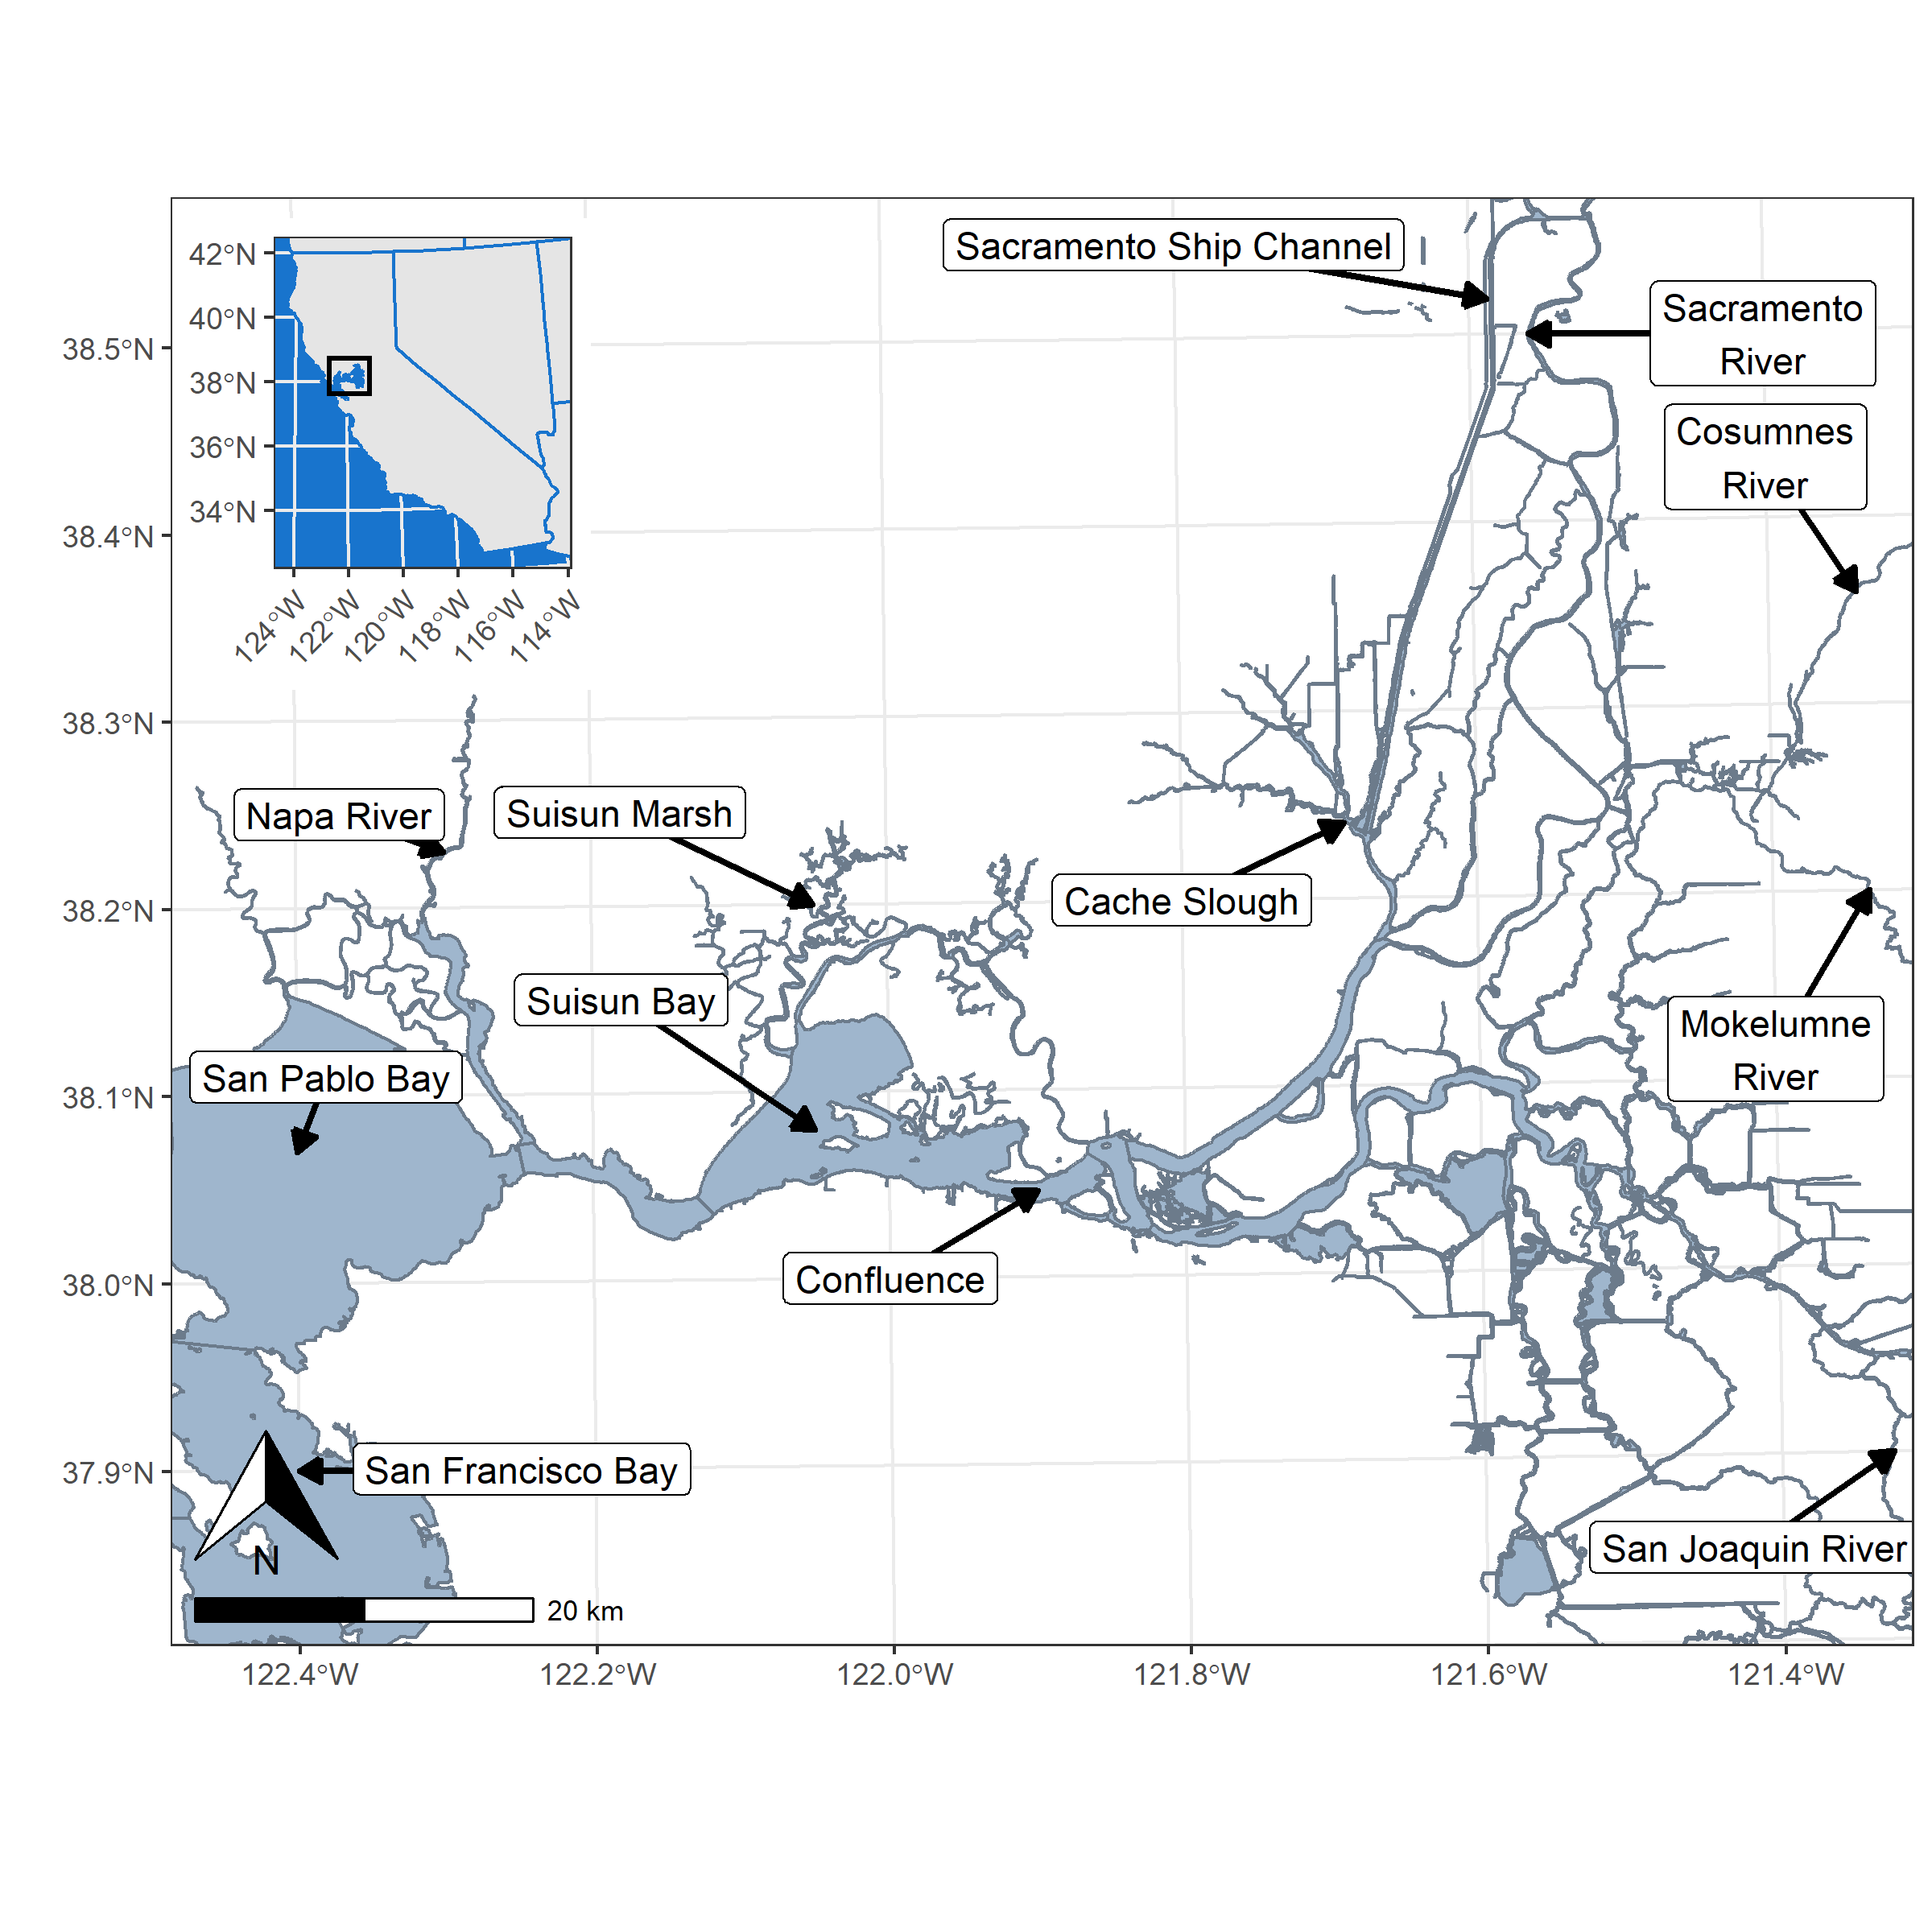 Sacramento Ship Channel
42°N
40°N
38°N
36°N
34°N
124°W
122°W
120°W
118°W
116°W
114°W
Sacramento
River
Cosumnes
River
38.5°N
38.4°N
38.3°N
38.2°N
38.1°N
38.0°N
37.9°N
Napa River
Suisun Marsh
Cache Slough
Suisun Bay
San Pablo Bay
Mokelumne
River
Confluence
San Francisco Bay
San Joaquin River
N
20 km
122.4°W
122.2°W
122.0°W
121.8°W
121.6°W
121.4°W